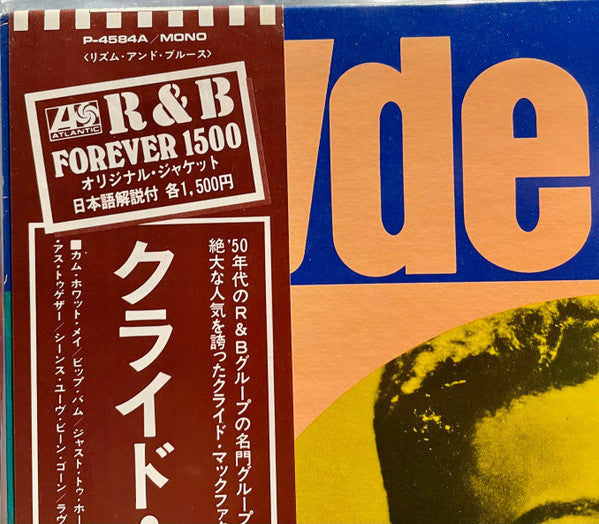 P-4584A/MONO
〈リズム・アンド・ブルース〉
ATLANTIC
R&B
FOREVER 1500
オリジナル・ジャケット
日本語解説付 各1,500円
'50年代のR&Bグループの名門グループ
絶大な人気を誇ったクライド・マックファ
クライド・
■カム・ホワット・メイ/ビップ・バム/ジャスト・トゥ・ホー
・アス・トゥゲザー/シーンス・ユーヴ・ビーン・ゴーン/ラヴ
yde